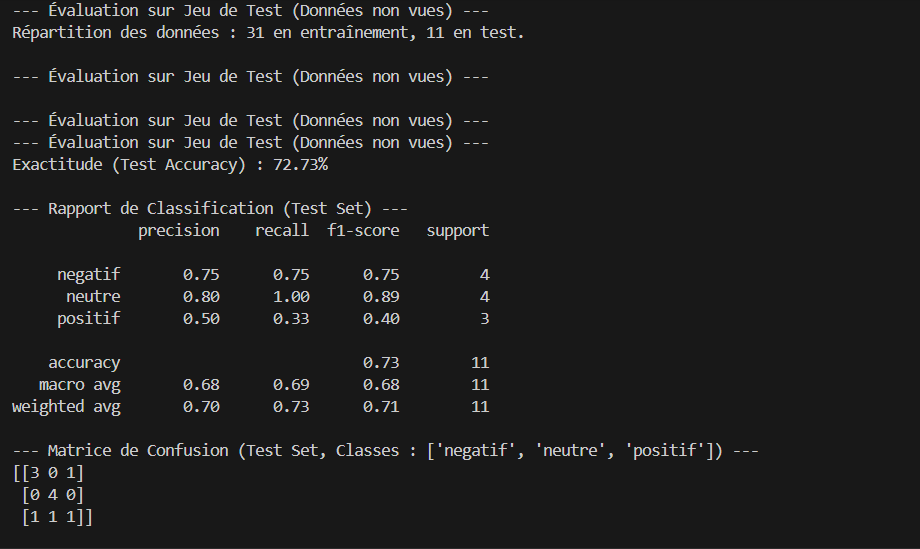 --- Évaluation sur Jeu de Test (Données non vues) ---
Répartition des données : 31 en entraînement, 11 en test.
--- Évaluation sur Jeu de Test (Données non vues) ---
--- Évaluation sur Jeu de Test (Données non vues) ---
--- Évaluation sur Jeu de Test (Données non vues) ---
Exactitude (Test Accuracy) : 72.73%
--- Rapport de Classification (Test Set) ---
precision recall f1-score support
negatif 0.75 0.75 0.75 4
neutre 0.80 1.00 0.89 4
positif 0.50 0.33 0.40 3
accuracy 0.73 11
macro avg 0.68 0.69 0.68 11
weighted avg 0.70 0.73 0.71 11
--- Matrice de Confusion (Test Set, Classes : ['negatif', 'neutre', 'positif']) ---
[[3 0 1]
[0 4 0]
[1 1 1]]